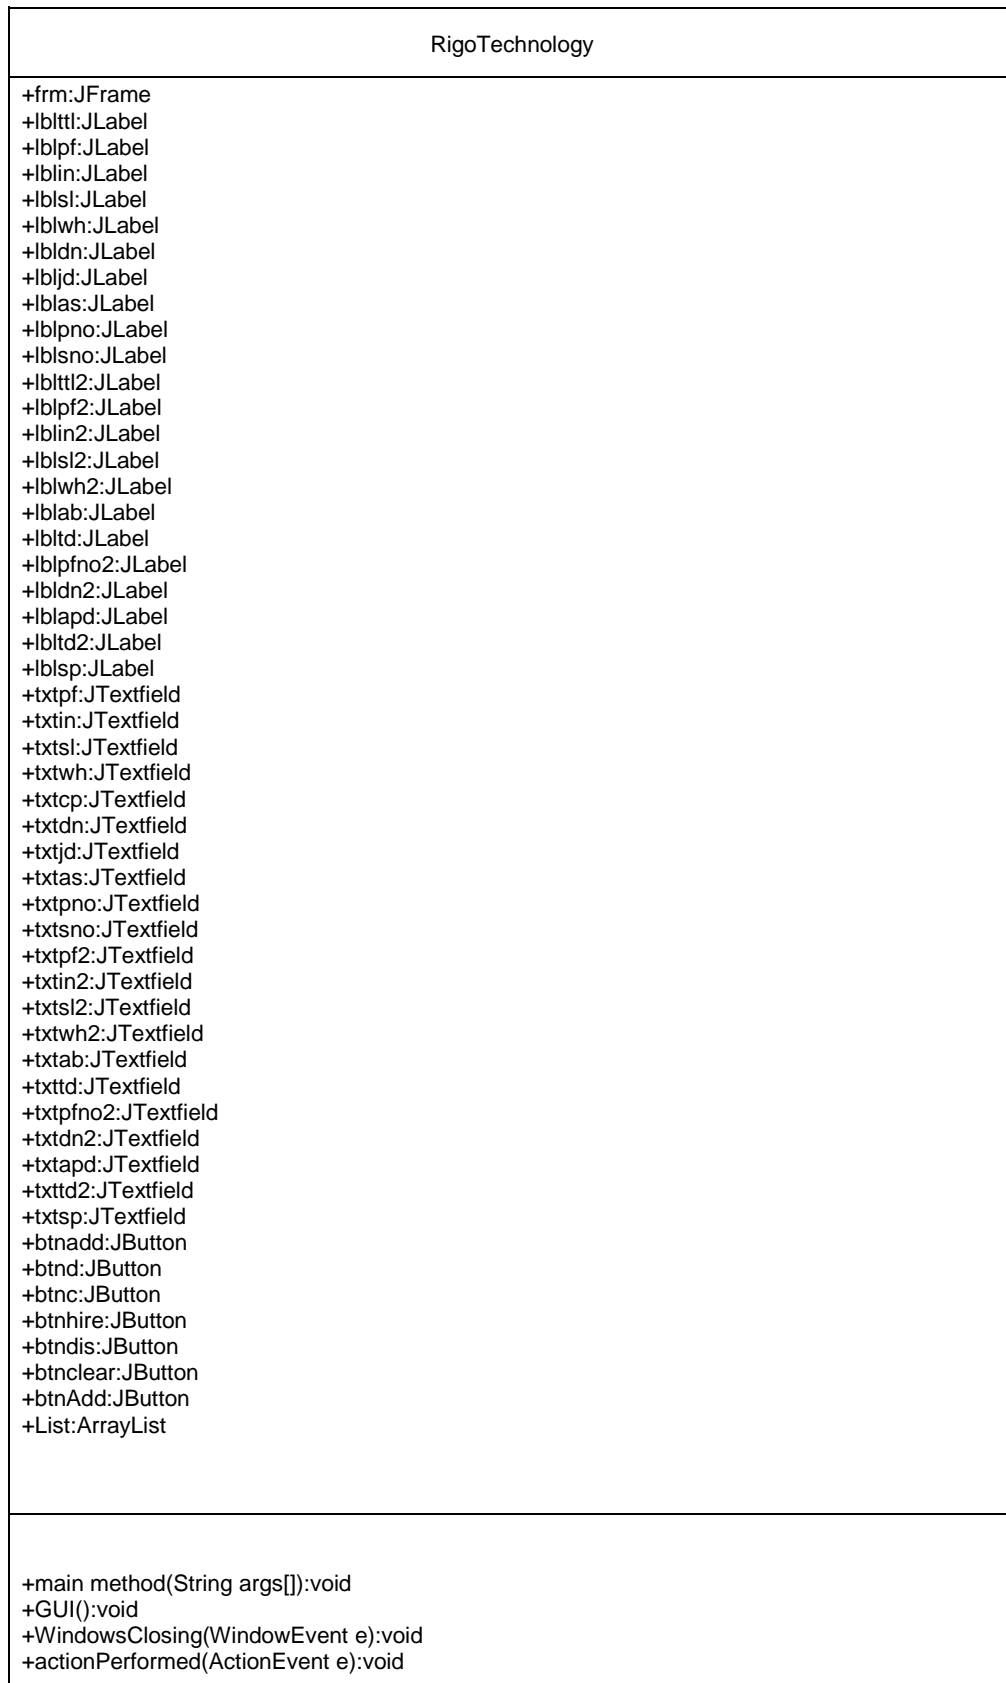 RigoTechnology
+frm:JFrame
+lblttl:JLabel
+lblpf:JLabel
+lblin:JLabel
+lblsl:JLabel
+lblwh:JLabel
+lbldn:JLabel
+lbljd:JLabel
+lblas:JLabel
+lblpno:JLabel
+lblsno:JLabel
+lblttl2:JLabel
+lblpf2:JLabel
+lblin2:JLabel
+lblsl2:JLabel
+lblwh2:JLabel
+lblab:JLabel
+lbltd:JLabel
+lblpfno2:JLabel
+lbldn2:JLabel
+lblapd:JLabel
+lbltd2:JLabel
+lblsp:JLabel
+txtpf:JTextfield
+txtin:JTextfield
+txtsl:JTextfield
+txtwh:JTextfield
+txtcp:JTextfield
+txtdn:JTextfield
+txtjd:JTextfield
+txtas:JTextfield
+txtpno:JTextfield
+txtsno:JTextfield
+txtpf2:JTextfield
+txtin2:JTextfield
+txtsl2:JTextfield
+txtwh2:JTextfield
+txtab:JTextfield
+txttd:JTextfield
+txtpfno2:JTextfield
+txtdn2:JTextfield
+txtapd:JTextfield
+txttd2:JTextfield
+txtsp:JTextfield
+btnadd:JButton
+btnd:JButton
+btnc:JButton
+btnhire:JButton
+btndis:JButton
+btnclear:JButton
+btnAdd:JButton
+List:ArrayList
+main method(String args[]):void
+GUI():void
+WindowsClosing(WindowEvent e):void
+actionPerformed(ActionEvent e):void